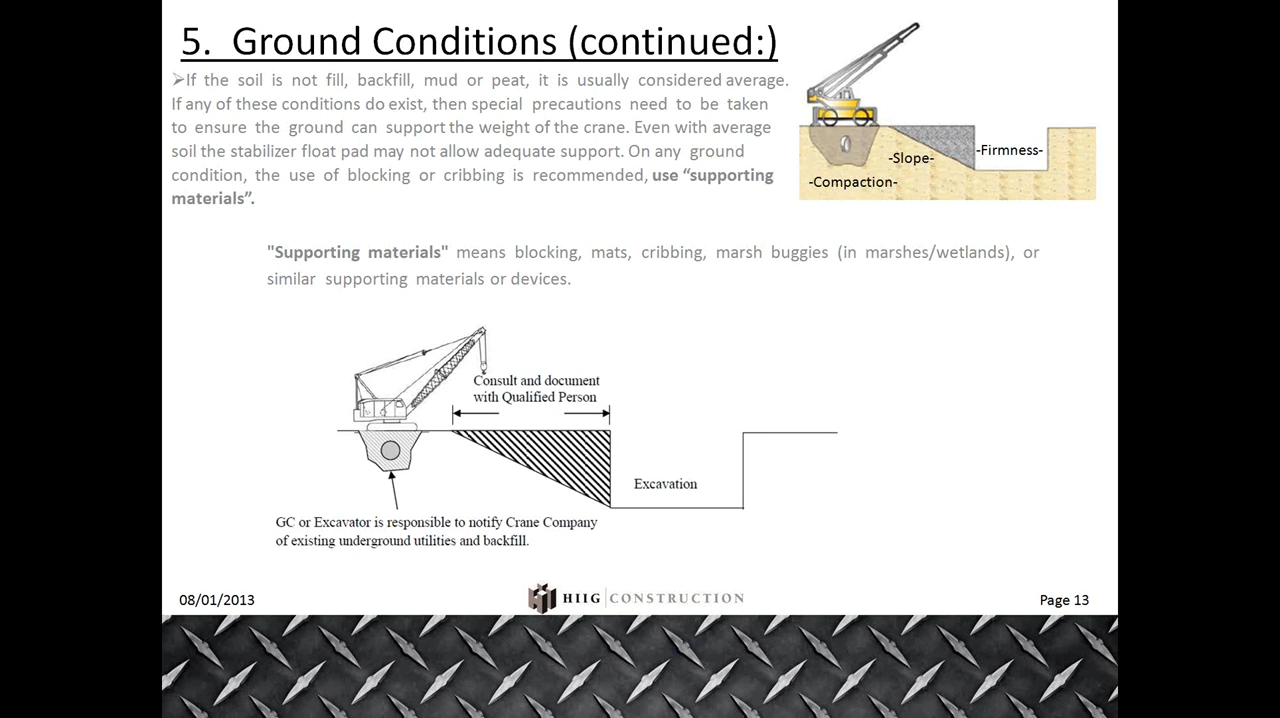 5. Ground Conditions (continued:)
➢If the soil is not fill, backfill, mud or peat, it is usually considered average.
If any of these conditions do exist, then special precautions need to be taken
to ensure the ground can support the weight of the crane. Even with average
soil the stabilizer float pad may not allow adequate support. On any ground
condition, the use of blocking or cribbing is recommended, use “supporting
materials”.
-Slope-
-Firmness-
-Compaction-
"Supporting materials" means blocking, mats, cribbing, marsh buggies (in marshes/wetlands), or
similar supporting materials or devices.
Consult and document
with Qualified Person
Excavation
GC or Excavator is responsible to notify Crane Company
of existing underground utilities and backfill.
08/01/2013
HIIG CONSTRUCTION
Page 13